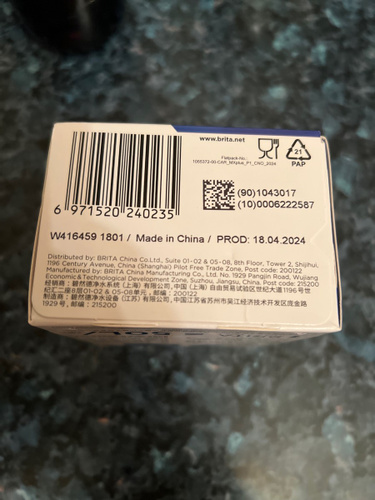 www.brita.net
Flatpack-No.:
21
PAP
(90)1043017
(10)0006222587
6 971520 240235
W416459 1801 / Made in China / PROD: 18.04.2024
Distributed by: BRITA China Co.Ltd., Suite 01-02 & 05-08, 8th Floor, Tower 2, Shijihui,
1196 Century Avenue, China (Shanghai) Pilot Free Trade Zone, Post code: 200122
Manufactured by: BRITA China Manufacturing Co., Ltd, No. 1929 Pangjin Road, Wujiang
Economic & Technological Development Zone, Suzhou, Jiangsu, China. Post code: 215200
经销商：碧然德净水系统（上海）有限公司，中国（上海）自由贸易试验区世纪大道1196号世
纪汇二座8层01-02 & 05-08单元，邮编：200122
制造商：碧然德净水设备（江苏）有限公司，中国江苏省苏州市吴江经济技术开发区庞金路
1929号，邮编：215200